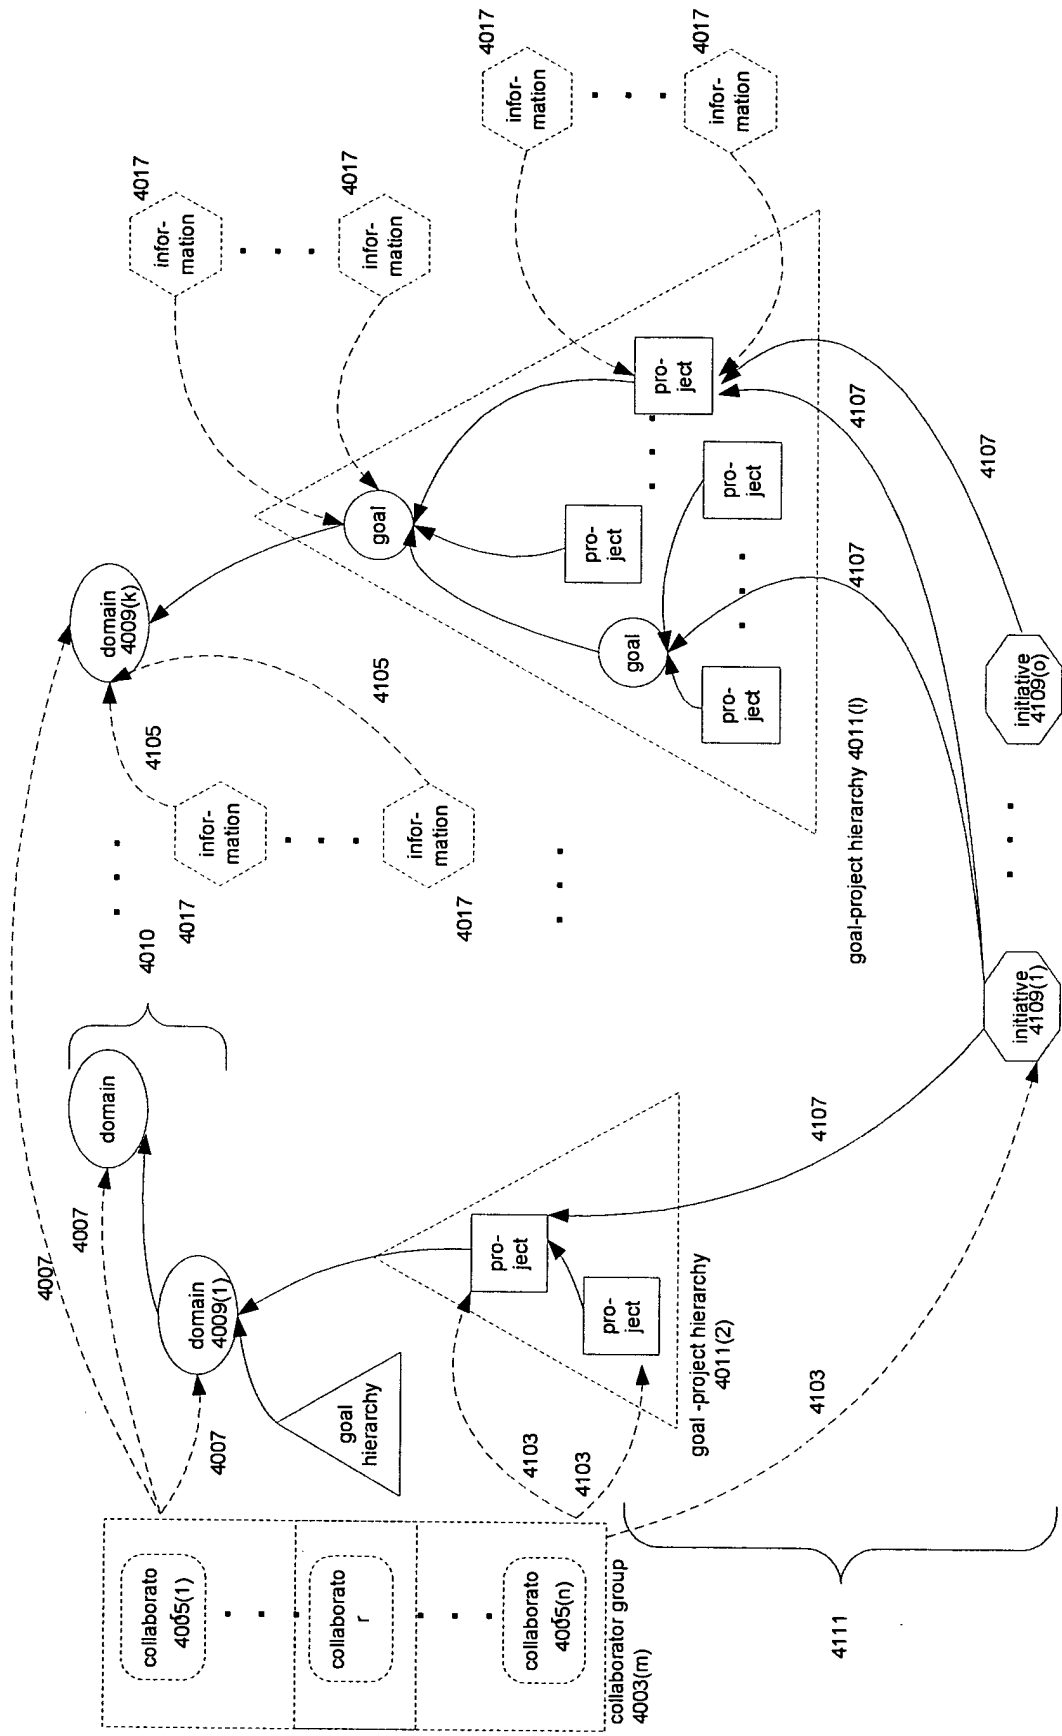 4007
4007
4007
domain
domain
4009(1)
4010
domain
4009(k)
collaborato
r
4005(1)
collaborato
r
collaborato
r
4005(n)
collaborator group
4003(m)
goal
hierarchy
4103
4103
pro-
ject
pro-
ject
goal -project hierarchy
4011(2)
4103
4111
4107
4105
4105
4017
infor-
mation
infor-
mation
4017
4017
infor-
mation
4017
infor-
mation
4017
infor-
mation
4017
infor-
mation
goal
goal
pro-
ject
pro-
ject
pro-
ject
pro-
ject
goal-project hierarchy 4011(l)
4107
4107
4107
initiative
4109(1)
initiative
4109(o)